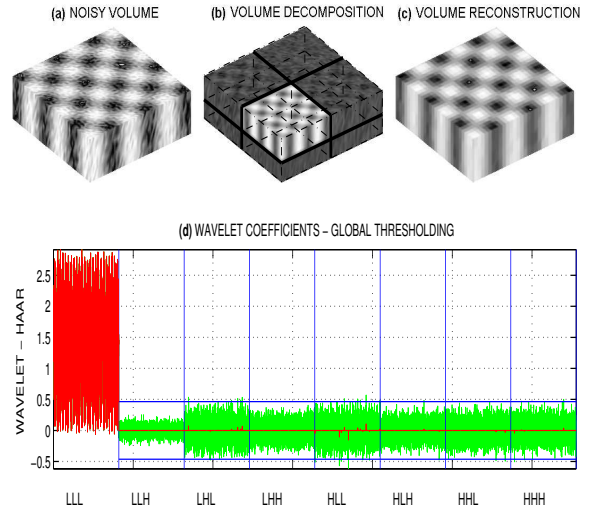 (a) NOISY VOLUME
(b) VOLUME DECOMPOSITION
(c) VOLUME RECONSTRUCTION
(d) WAVELET COEFFICIENTS – GLOBAL THRESHOLDING
WAVELET – HAAR
2.5
2
1.5
1
0.5
0
−0.5
LLL LLH LHL LHH HLL HLH HHL HHH